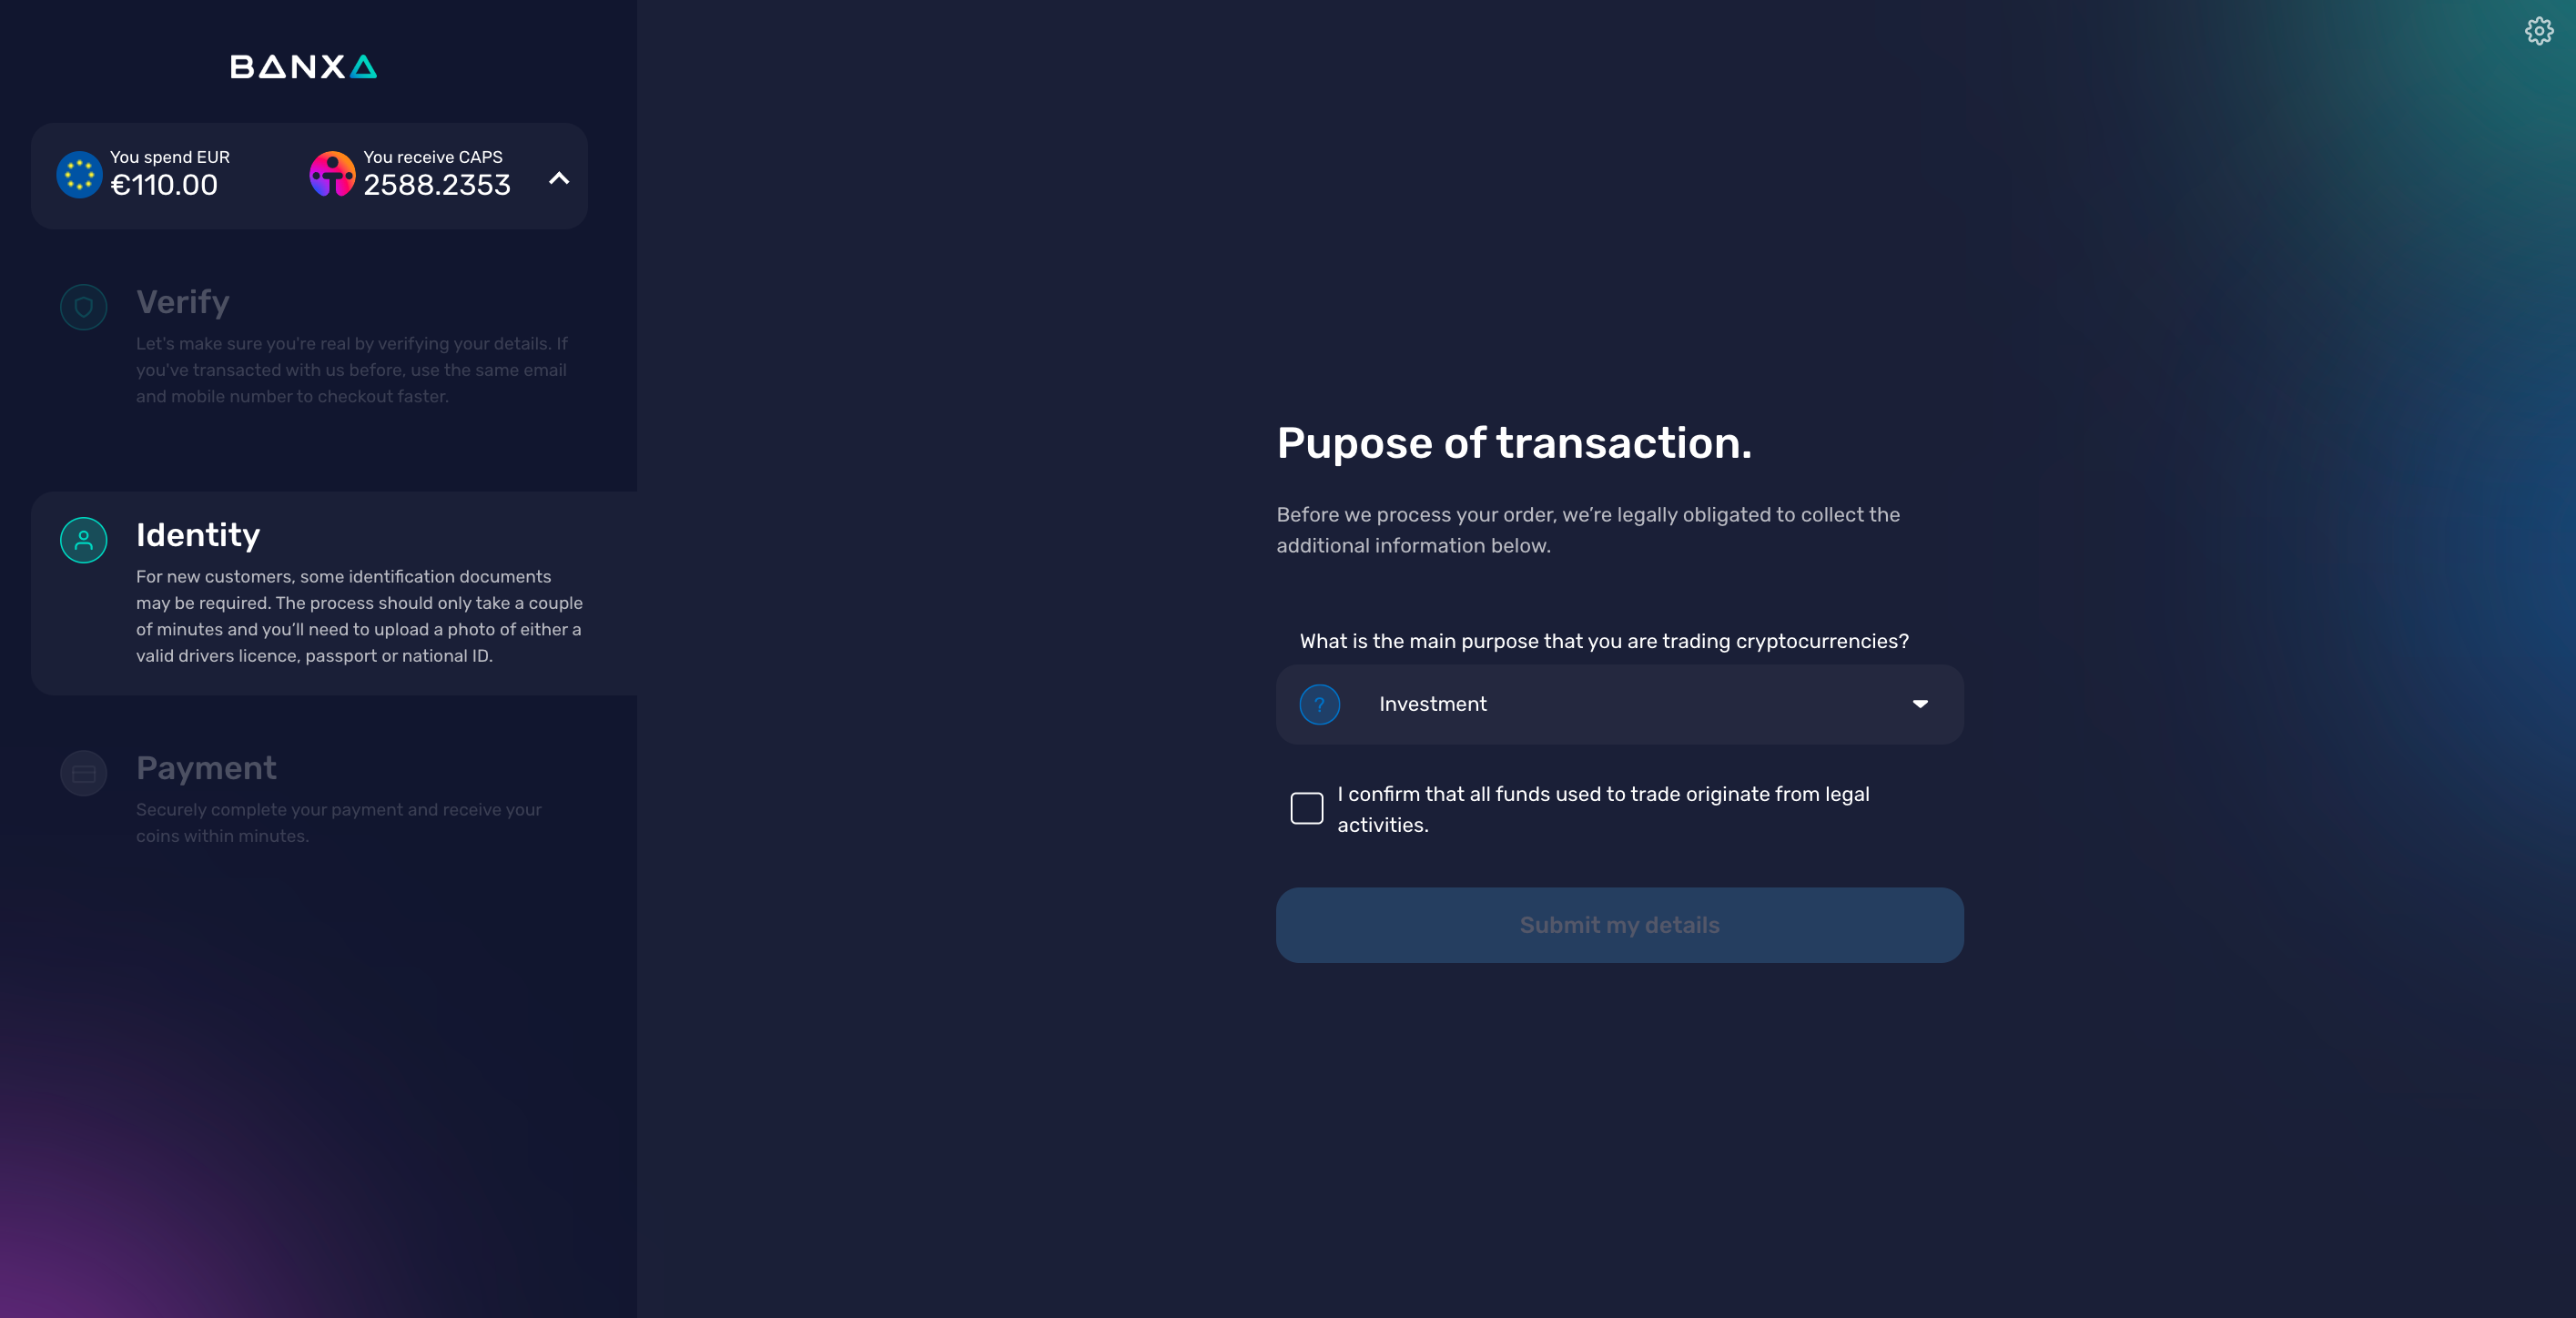 BANXA
You spend EUR
€110.00
You receive CAPS
2588.2353
Verify
Let's make sure you're real by verifying your details. If
you've transacted with us before, use the same email
and mobile number to checkout faster.
Identity
For new customers, some identification documents
may be required. The process should only take a couple
of minutes and you'll need to upload a photo of either a
valid drivers licence, passport or national ID.
Payment
Securely complete your payment and receive your
coins within minutes.
Pupose of transaction.
Before we process your order, we're legally obligated to collect the
additional information below.
What is the main purpose that you are trading cryptocurrencies?
? Investment
I confirm that all funds used to trade originate from legal
activities.
Submit my details